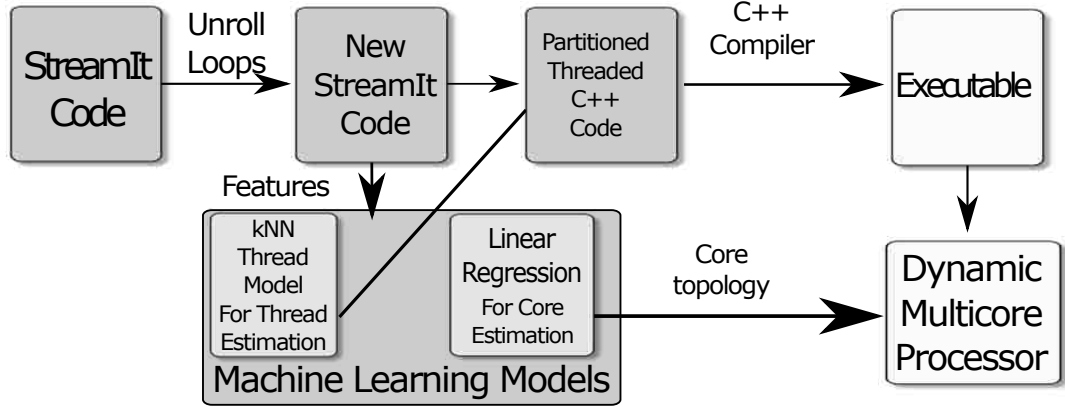 StreamIt
Code
Unroll
Loops
New
StreamIt
Code
Partitioned
Threaded
C++
Code
C++
Compiler
Executable
Features
kNN
Thread
Model
For Thread
Estimation
Linear
Regression
For Core
Estimation
Machine Learning Models
Core
topology
Dynamic
Multicore
Processor